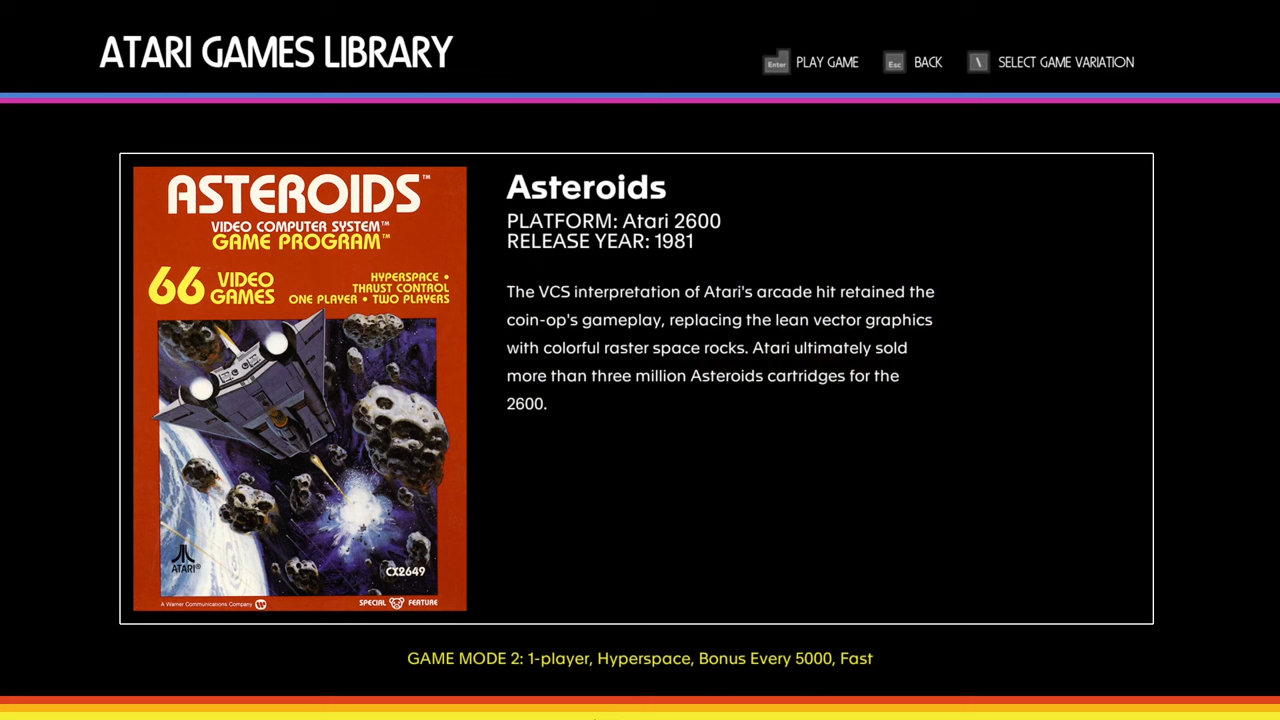 ATARI GAMES LIBRARY
Enter PLAY GAME Esc BACK \ SELECT GAME VARIATION
ASTEROIDS™
VIDEO COMPUTER SYSTEM™
GAME PROGRAM™
66 VIDEO GAMES
HYPERSPACE •
THRUST CONTROL
ONE PLAYER • TWO PLAYERS
ATARI®
CX2649
A Warner Communications Company
SPECIAL FEATURE
Asteroids
PLATFORM: Atari 2600
RELEASE YEAR: 1981
The VCS interpretation of Atari's arcade hit retained the
coin-op's gameplay, replacing the lean vector graphics
with colorful raster space rocks. Atari ultimately sold
more than three million Asteroids cartridges for the
2600.
GAME MODE 2: 1-player, Hyperspace, Bonus Every 5000, Fast